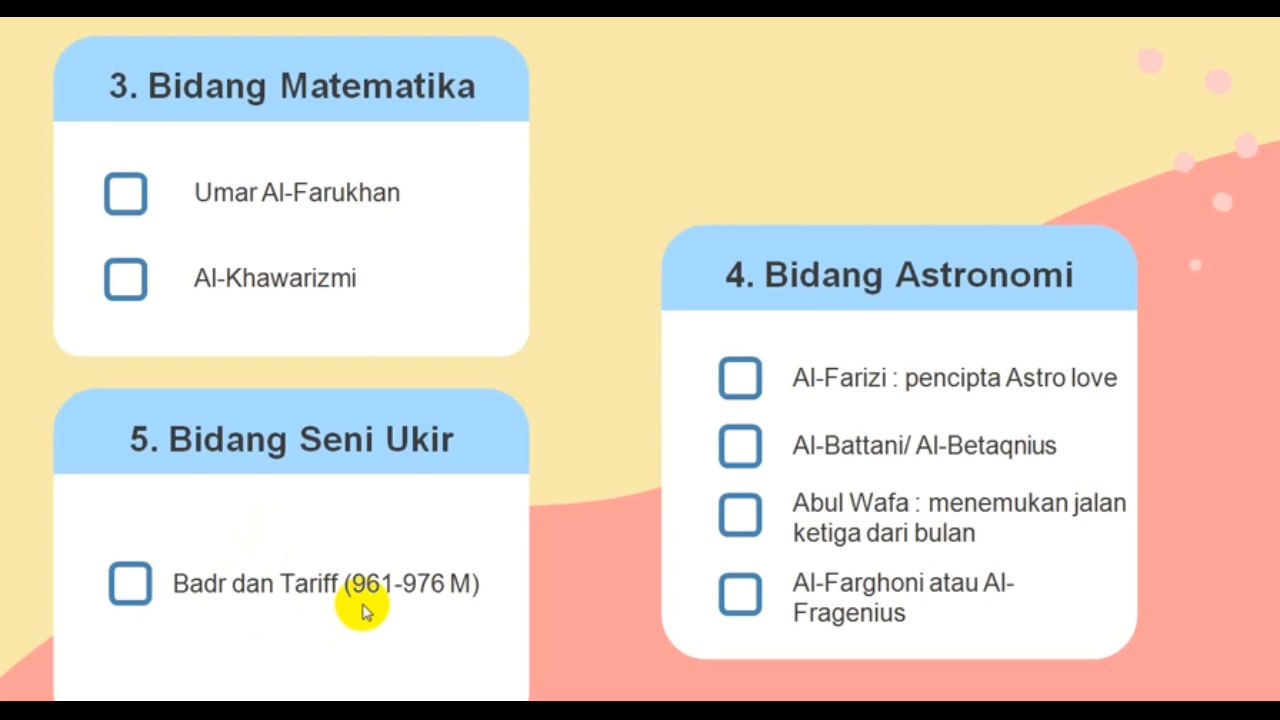 3. Bidang Matematika
Umar Al-Farukhan
Al-Khawarizmi
4. Bidang Astronomi
Al-Farizi : pencipta Astro love
Al-Battani/ Al-Betaqnius
Abul Wafa : menemukan jalan
ketiga dari bulan
Al-Farghoni atau Al-
Fragenius
5. Bidang Seni Ukir
Badr dan Tariff (961-976 M)